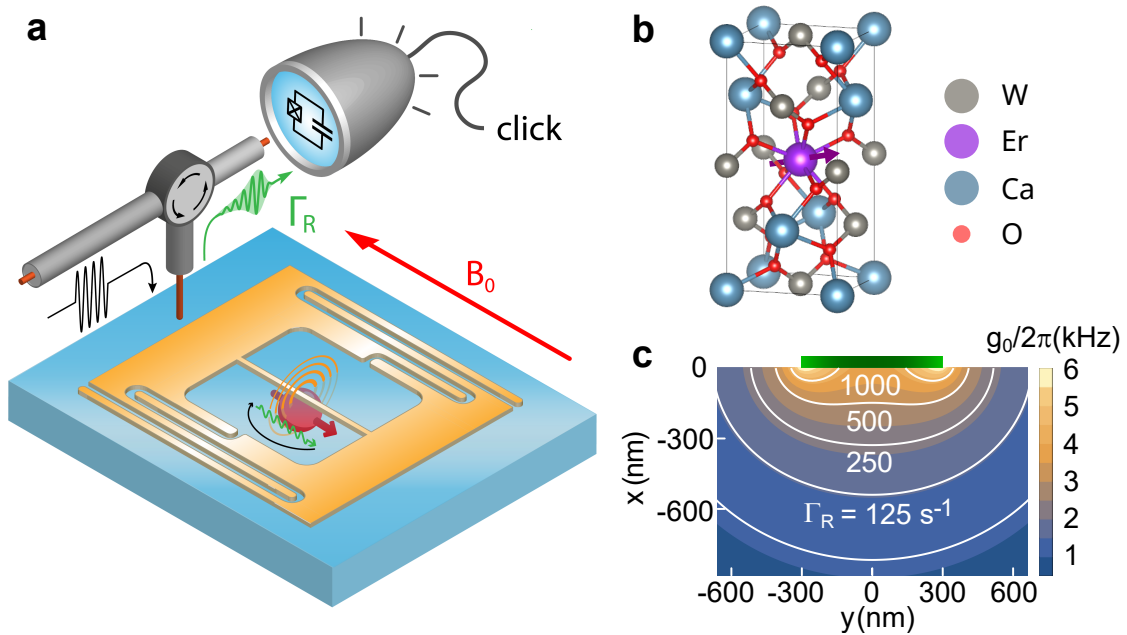 a
click
Γ_R
B_0
b
W
Er
Ca
O
c
g_0/2π(kHz)
0
-300
-600
x (nm)
1000
500
250
Γ_R = 125 s^-1
-600 -300 0 300 600
y(nm)
6
5
4
3
2
1